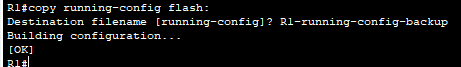 R1#copy running-config flash:
Destination filename [running-config]? R1-running-config-backup
Building configuration...
[OK]
R1#